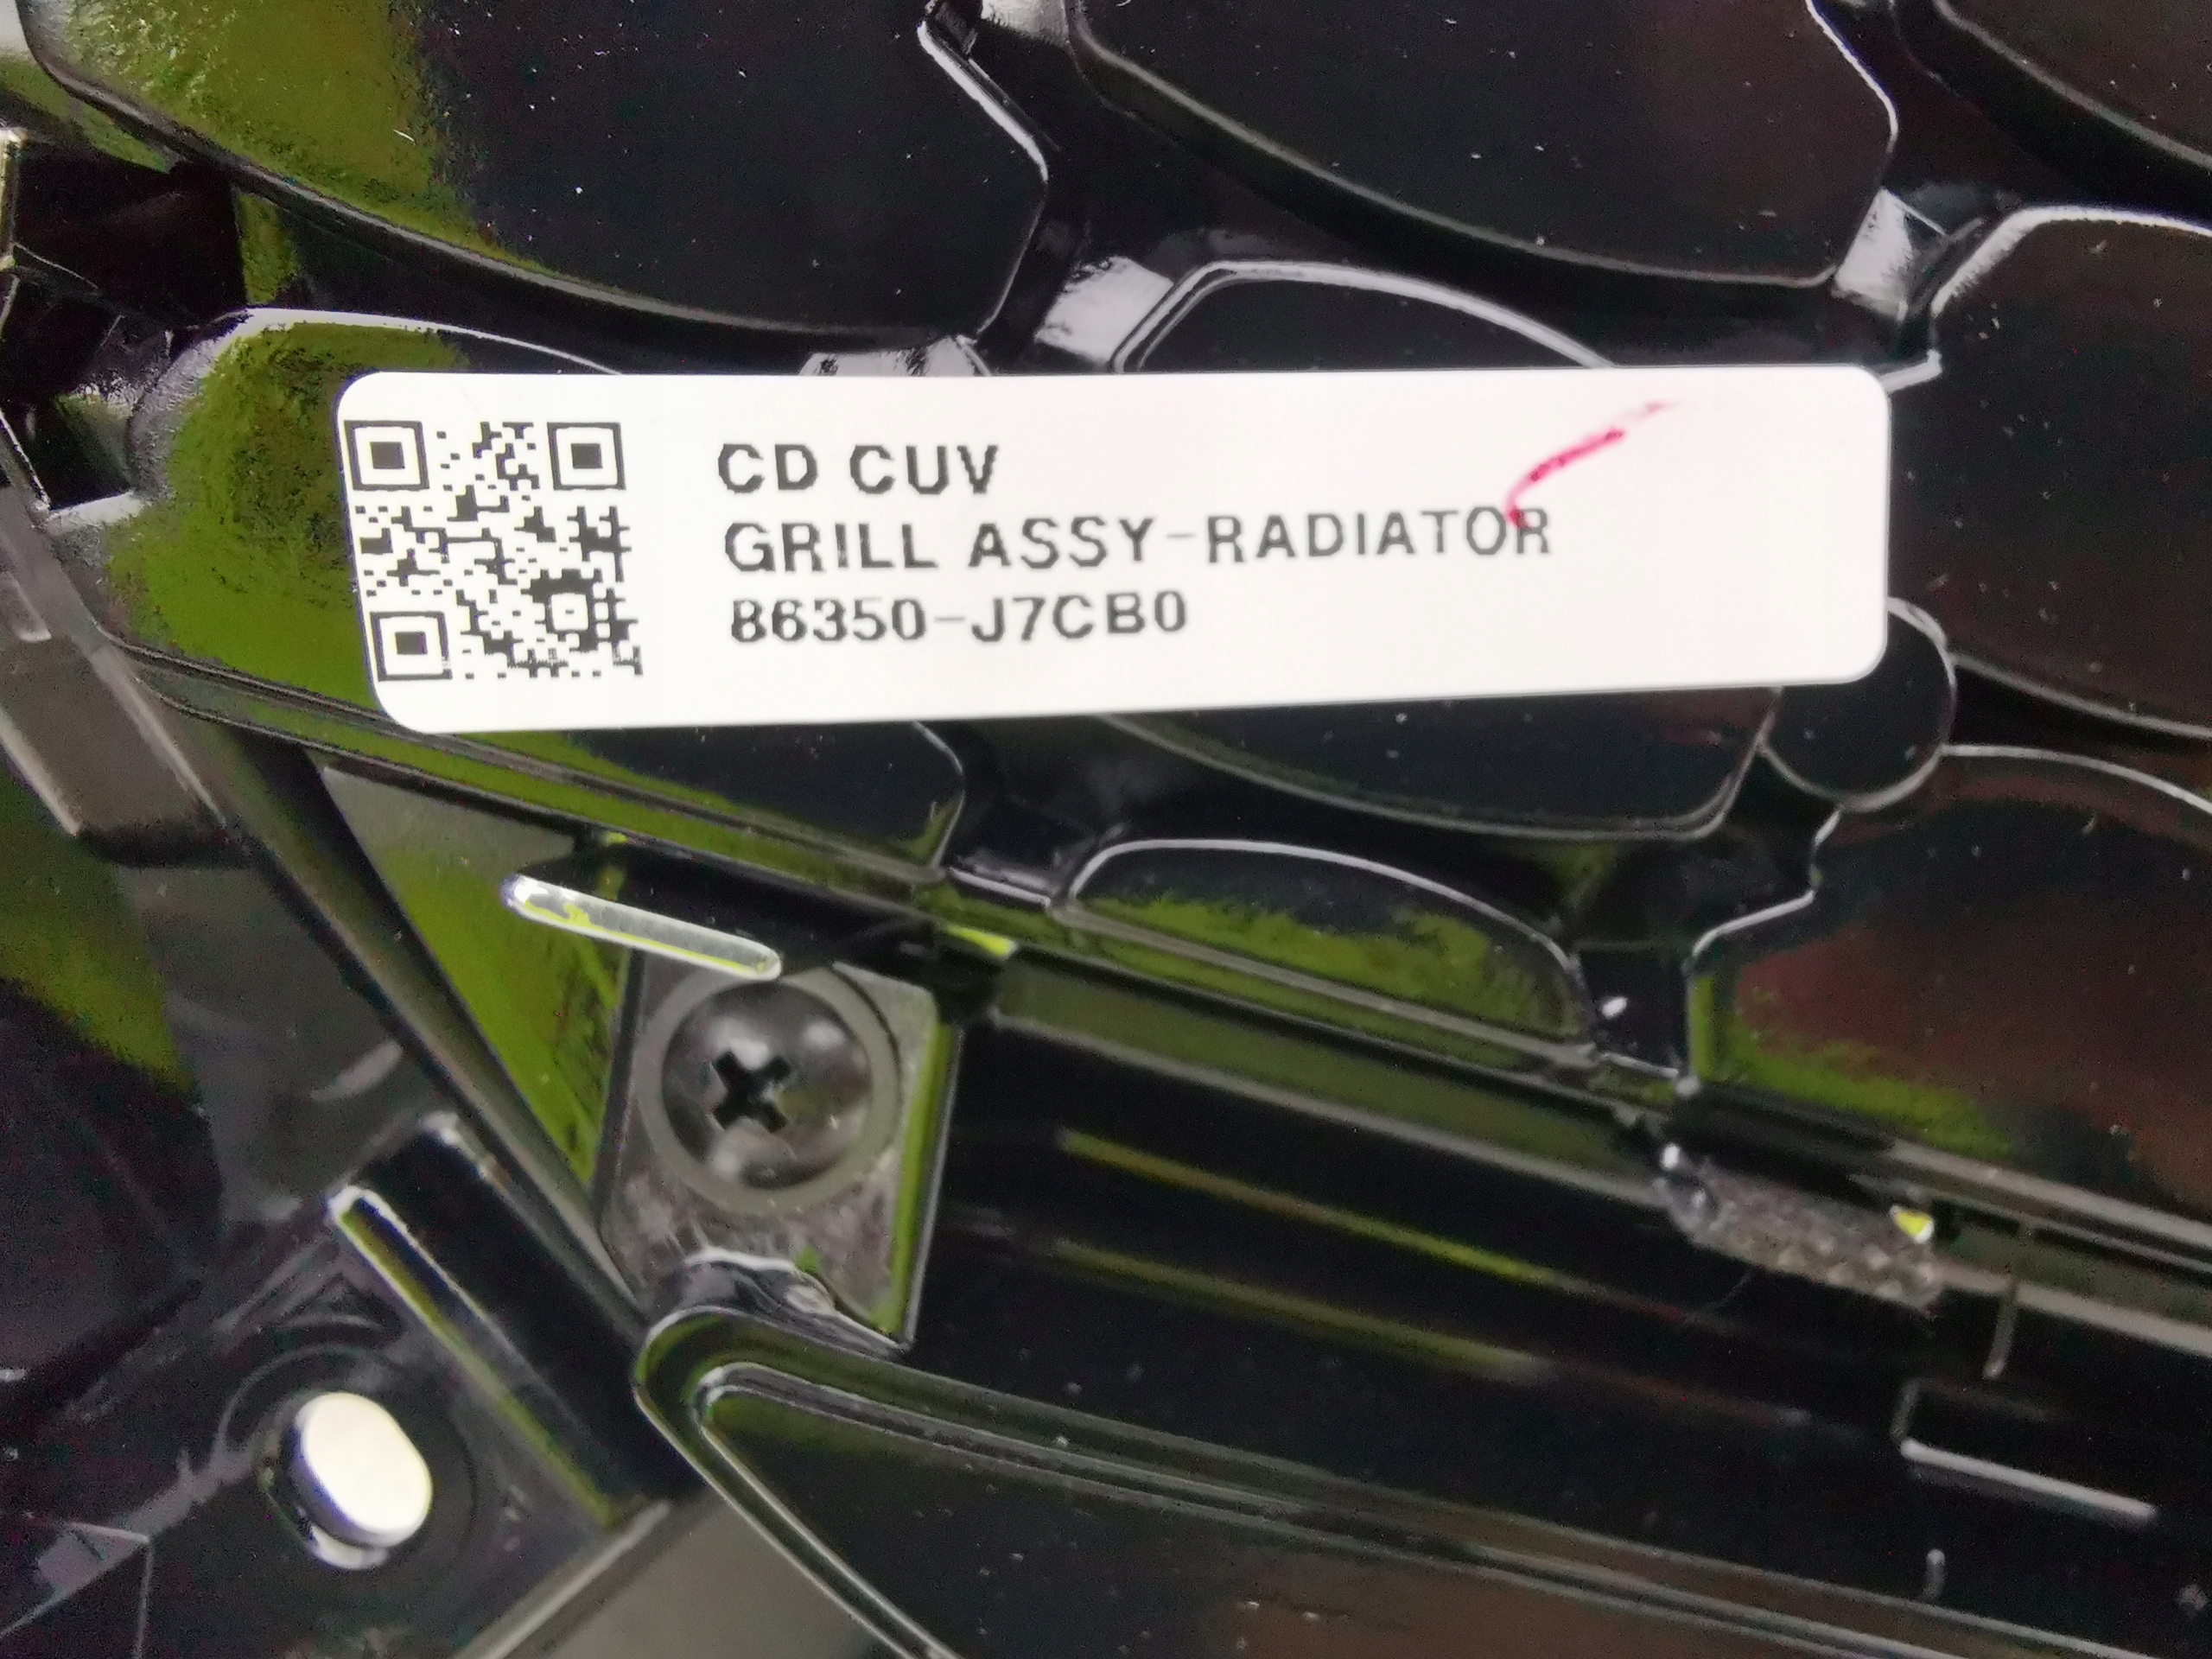 CD CUV
GRILL ASSY-RADIATOR
86350-J7CB0